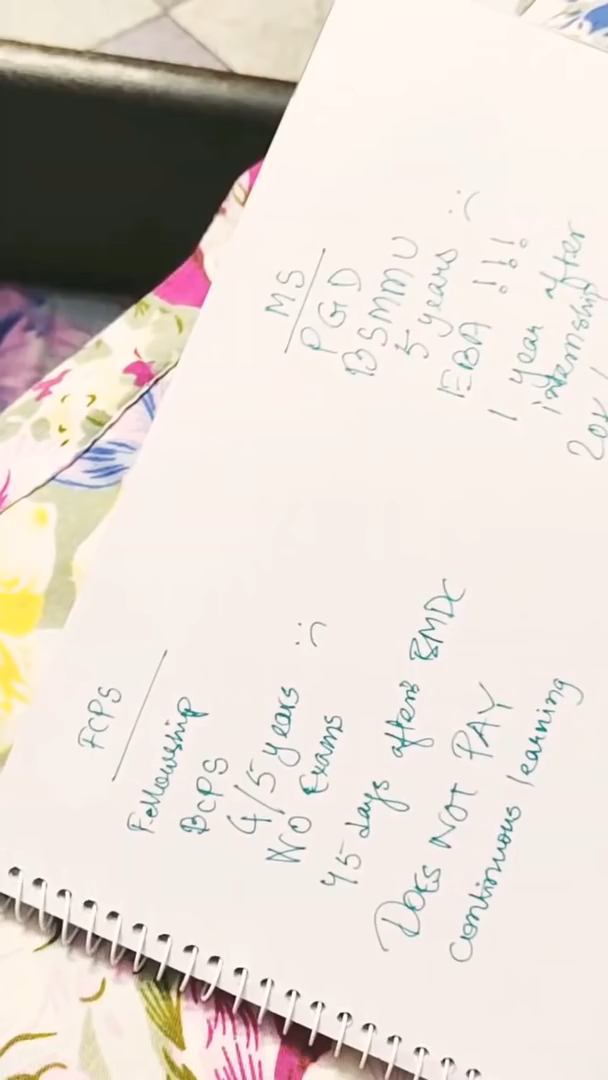 FCPS
Fellowship
BCPS
4/5 years
NO Exams :)
45 days after BMDC
Does NOT PAY
continuous learning
MS
PGD
BSMMU
5 years
EBA !!! :(
1 year after
internship